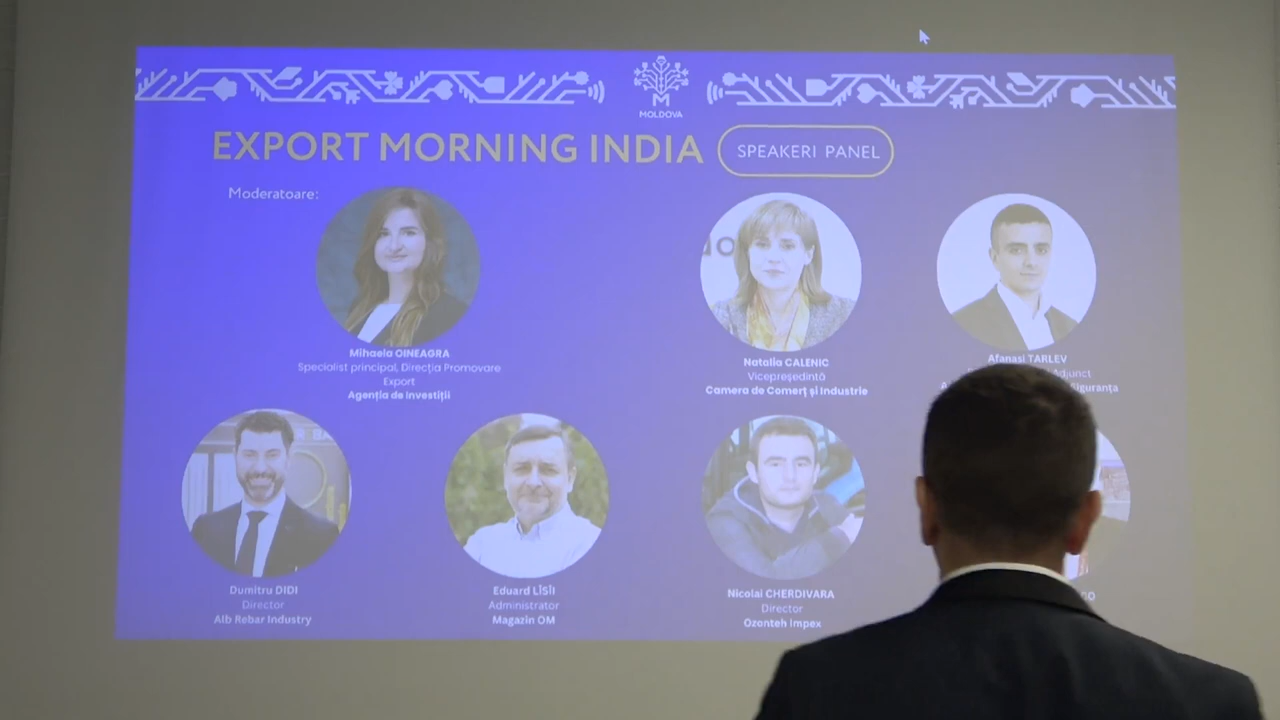 MOLDOVA
EXPORT MORNING INDIA
SPEAKERI PANEL
Moderatoare:
Mihaela OINEAGRA
Specialist principal, Direcția Promovare
Export
Agenția de Investiții
Natalia CALENIC
Vicepreședintă
Camera de Comerț și Industrie
Afanasi TARLEV
Adjunct
Siguranța
Dumitru DIDI
Director
Alb Rebar Industry
Eduard LÎSÎI
Administrator
Magazin OM
Nicolai CHERDIVARA
Director
Ozonteh Impex